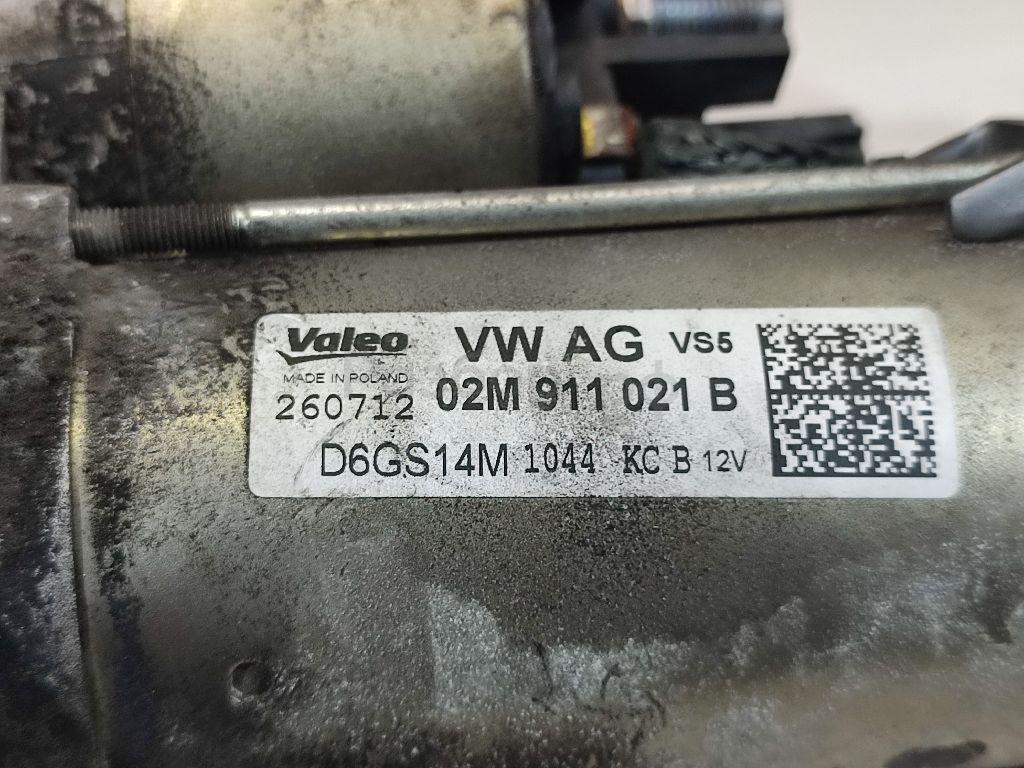 Valeo VW AG VS5
MADE IN POLAND
260712 02M 911 021 B
D6GS14M 1044 KC B 12V